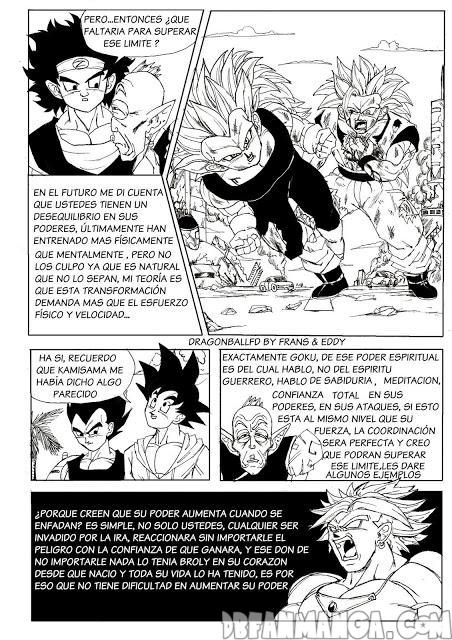 PERO...ENTONCES ¿QUE
FALTARIA PARA SUPERAR
ESE LIMITE ?
EN EL FUTURO ME DI CUENTA
QUE USTEDES TIENEN UN
DESEQUILIBRIO EN SUS
PODERES, ÚLTIMAMENTE HAN
ENTRENADO MAS FÍSICAMENTE
QUE MENTALMENTE , PERO NO
LOS CULPO YA QUE ES NATURAL
QUE NO LO SEPAN, MI TEORÍA ES
QUE ESTA TRANSFORMACIÓN
DEMANDA MAS QUE EL ESFUERZO
FÍSICO Y VELOCIDAD...
DRAGONBALLFD BY FRANS & EDDY
HA SI, RECUERDO
QUE KAMISAMA ME
HABÍA DICHO ALGO
PARECIDO
EXACTAMENTE GOKU, DE ESE PODER ESPIRITUAL
ES DEL CUAL HABLO, NO DEL ESPIRITU
GUERRERO, HABLO DE SABIDURIA , MEDITACION,
CONFIANZA TOTAL EN SUS
PODERES, EN SUS ATAQUES, SI ESTO
ESTA AL MISMO NIVEL QUE SU
FUERZA, LA COORDINACIÓN
SERA PERFECTA Y CREO
QUE PODRAN SUPERAR
ESE LIMITE,LES DARE
ALGUNOS EJEMPLOS
¿PORQUE CREEN QUE SU PODER AUMENTA CUANDO SE
ENFADAN? ES SIMPLE, NO SOLO USTEDES, CUALQUIER SER
INVADIDO POR LA IRA, REACCIONARA SIN IMPORTARLE EL
PELIGRO CON LA CONFIANZA DE QUE GANARA, Y ESE DON DE
NO IMPORTARLE NADA LO TENIA BROLY EN SU CORAZON
DESDE QUE NACIO Y TODA SU VIDA LO HA TENIDO, ES POR
ESO QUE NO TIENE DIFICULTAD EN AUMENTAR SU PODER
DBFANMANGA.COM